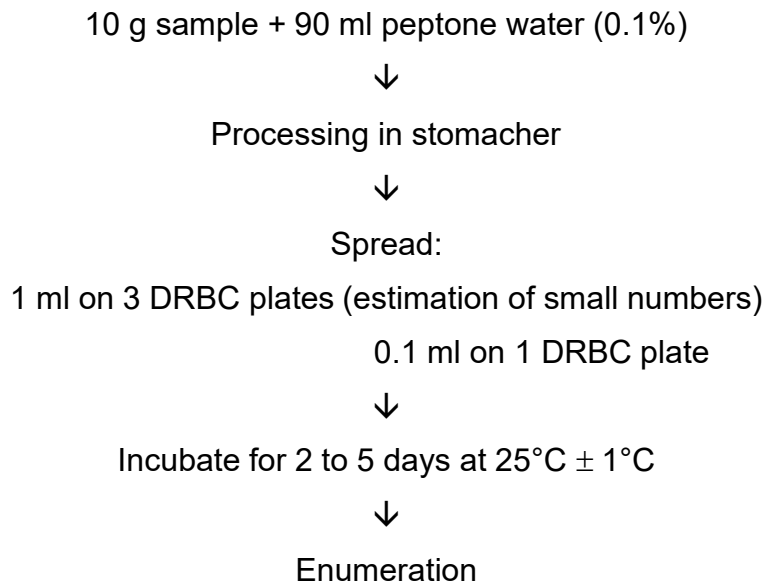 10 g sample + 90 ml peptone water (0.1%)
↓
Processing in stomacher
↓
Spread:
1 ml on 3 DRBC plates (estimation of small numbers)
0.1 ml on 1 DRBC plate
↓
Incubate for 2 to 5 days at 25°C ± 1°C
↓
Enumeration